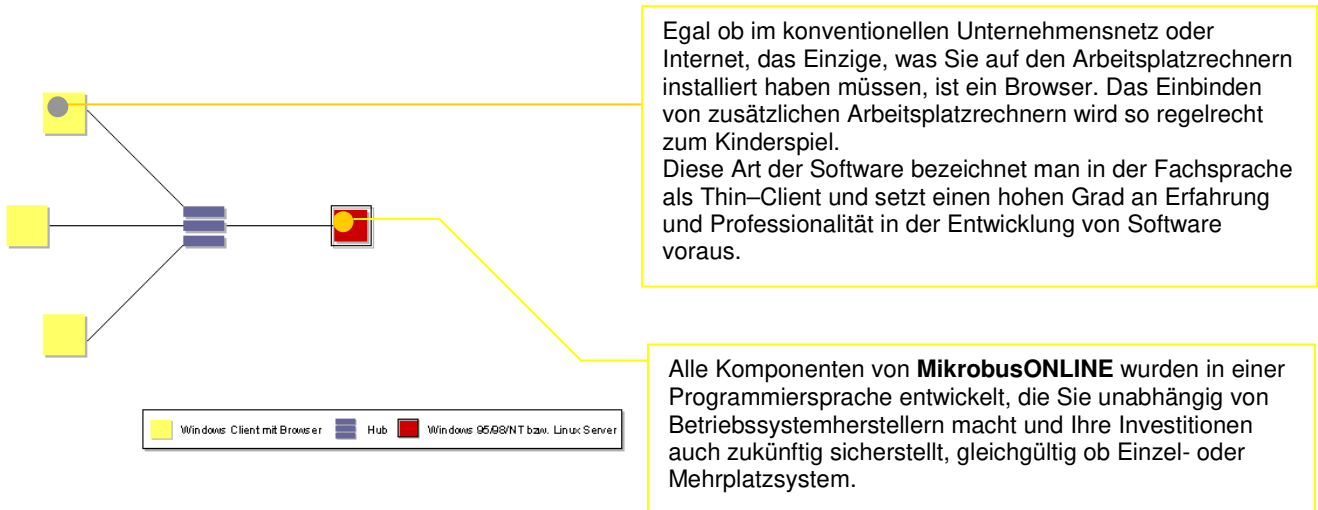 Egal ob im konventionellen Unternehmensnetz oder
Internet, das Einzige, was Sie auf den Arbeitsplatzrechnern
installiert haben müssen, ist ein Browser. Das Einbinden
von zusätzlichen Arbeitsplatzrechnern wird so regelrecht
zum Kinderspiel.
Diese Art der Software bezeichnet man in der Fachsprache
als Thin–Client und setzt einen hohen Grad an Erfahrung
und Professionalität in der Entwicklung von Software
voraus.
Alle Komponenten von MikrobusONLINE wurden in einer
Programmiersprache entwickelt, die Sie unabhängig von
Betriebssystemherstellern macht und Ihre Investitionen
auch zukünftig sicherstellt, gleichgültig ob Einzel- oder
Mehrplatzsystem.
Windows Client mit Browser Hub Windows 95/98/NT bzw. Linux Server